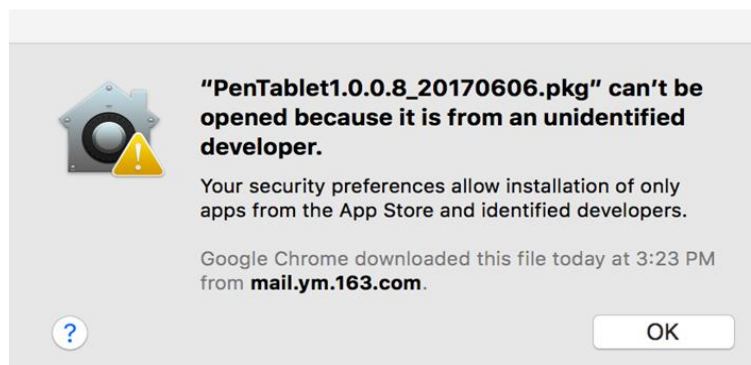 “PenTablet1.0.0.8_20170606.pkg” can’t be
opened because it is from an unidentified
developer.
Your security preferences allow installation of only
apps from the App Store and identified developers.
Google Chrome downloaded this file today at 3:23 PM
from mail.ym.163.com.
?
OK